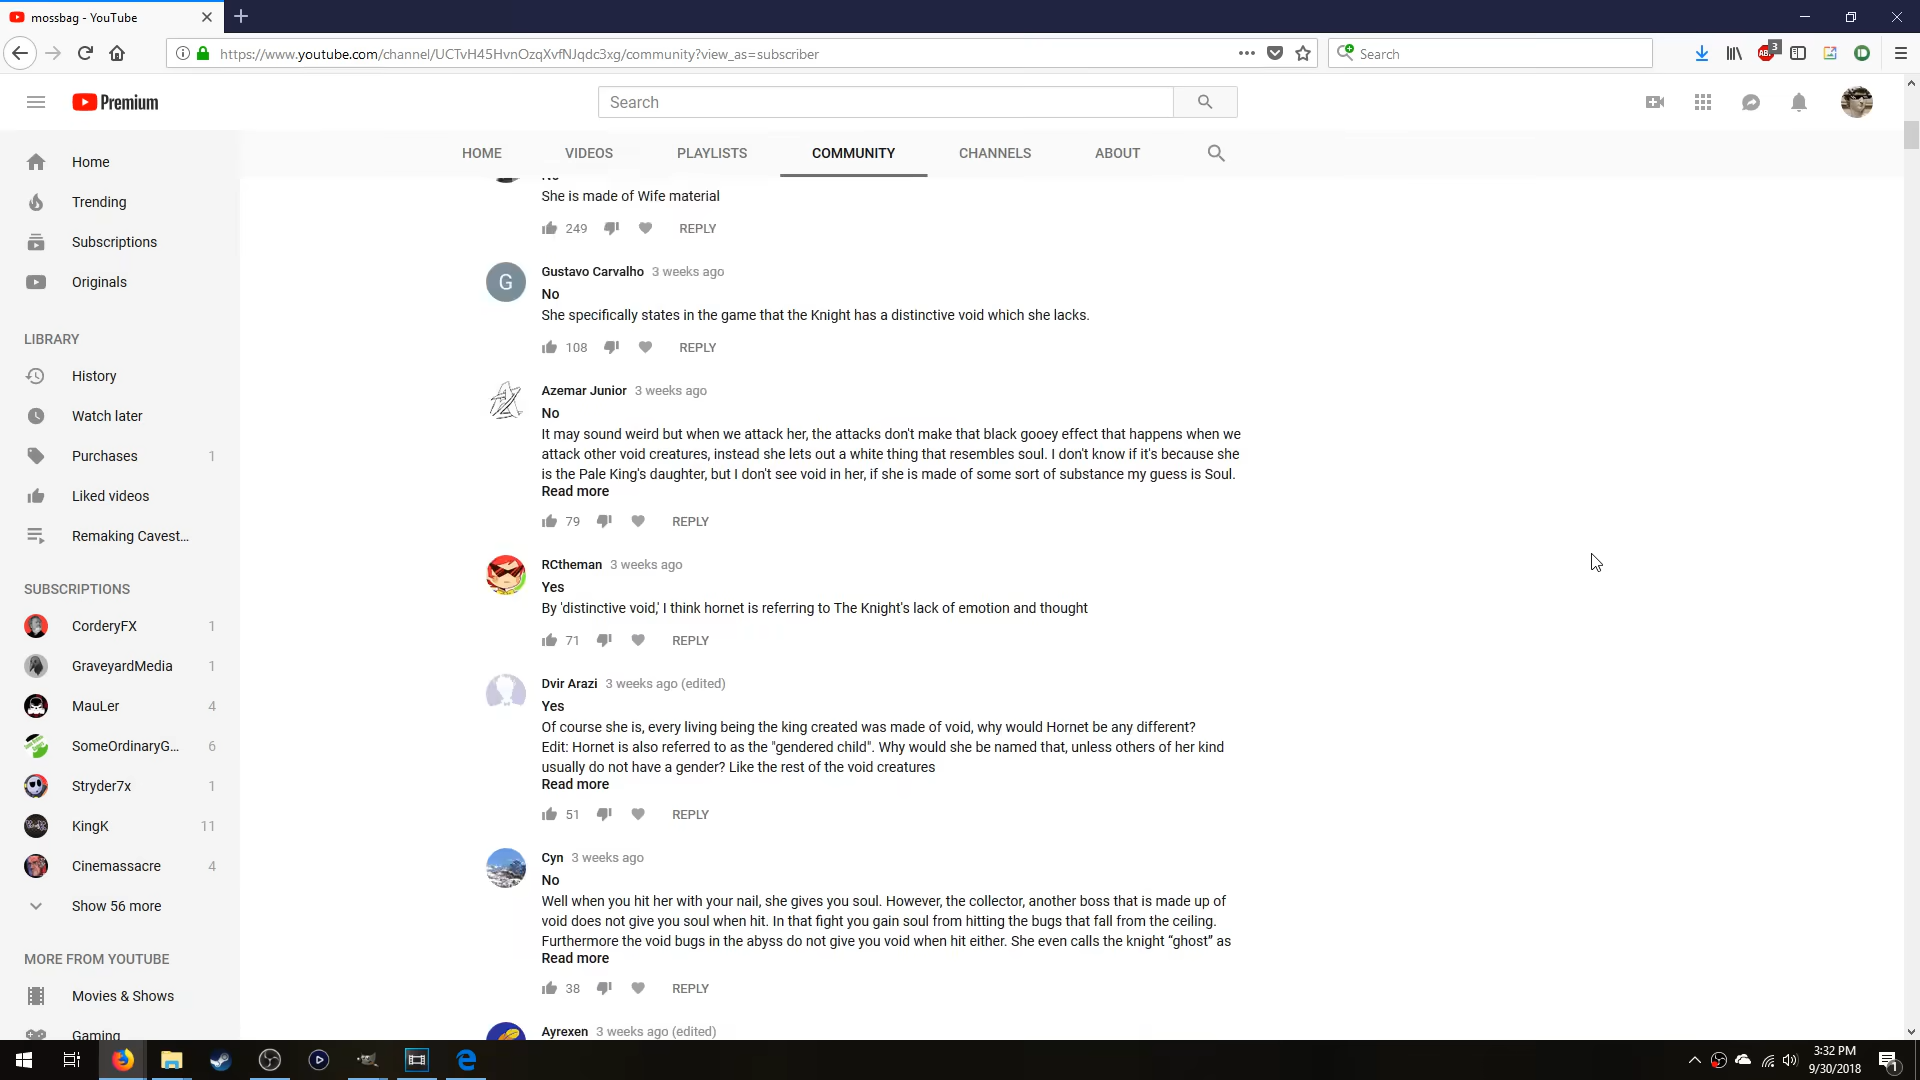 mossbag - YouTube
https://www.youtube.com/channel/UCTvH45HvnOzqXvfNJqdc3xg/community?view_as=subscriber
Search
3
Premium
Search
HOME
VIDEOS
PLAYLISTS
COMMUNITY
CHANNELS
ABOUT
Home
Trending
Subscriptions
Originals
LIBRARY
History
Watch later
Purchases 1
Liked videos
Remaking Cavest...
SUBSCRIPTIONS
CorderyFX 1
GraveyardMedia 1
MauLer 4
SomeOrdinaryG... 6
Stryder7x 1
KingK 11
Cinemassacre 4
Show 56 more
MORE FROM YOUTUBE
Movies & Shows
Gaming
No
She is made of Wife material
249 REPLY
G
Gustavo Carvalho 3 weeks ago
No
She specifically states in the game that the Knight has a distinctive void which she lacks.
108 REPLY
Azemar Junior 3 weeks ago
No
It may sound weird but when we attack her, the attacks don't make that black gooey effect that happens when we
attack other void creatures, instead she lets out a white thing that resembles soul. I don't know if it's because she
is the Pale King's daughter, but I don't see void in her, if she is made of some sort of substance my guess is Soul.
Read more
79 REPLY
RCtheman 3 weeks ago
Yes
By 'distinctive void,' I think hornet is referring to The Knight's lack of emotion and thought
71 REPLY
Dvir Arazi 3 weeks ago (edited)
Yes
Of course she is, every living being the king created was made of void, why would Hornet be any different?
Edit: Hornet is also referred to as the "gendered child". Why would she be named that, unless others of her kind
usually do not have a gender? Like the rest of the void creatures
Read more
51 REPLY
Cyn 3 weeks ago
No
Well when you hit her with your nail, she gives you soul. However, the collector, another boss that is made up of
void does not give you soul when hit. In that fight you gain soul from hitting the bugs that fall from the ceiling.
Furthermore the void bugs in the abyss do not give you void when hit either. She even calls the knight “ghost” as
Read more
38 REPLY
Ayrexen 3 weeks ago (edited)
3:32 PM
9/30/2018
1